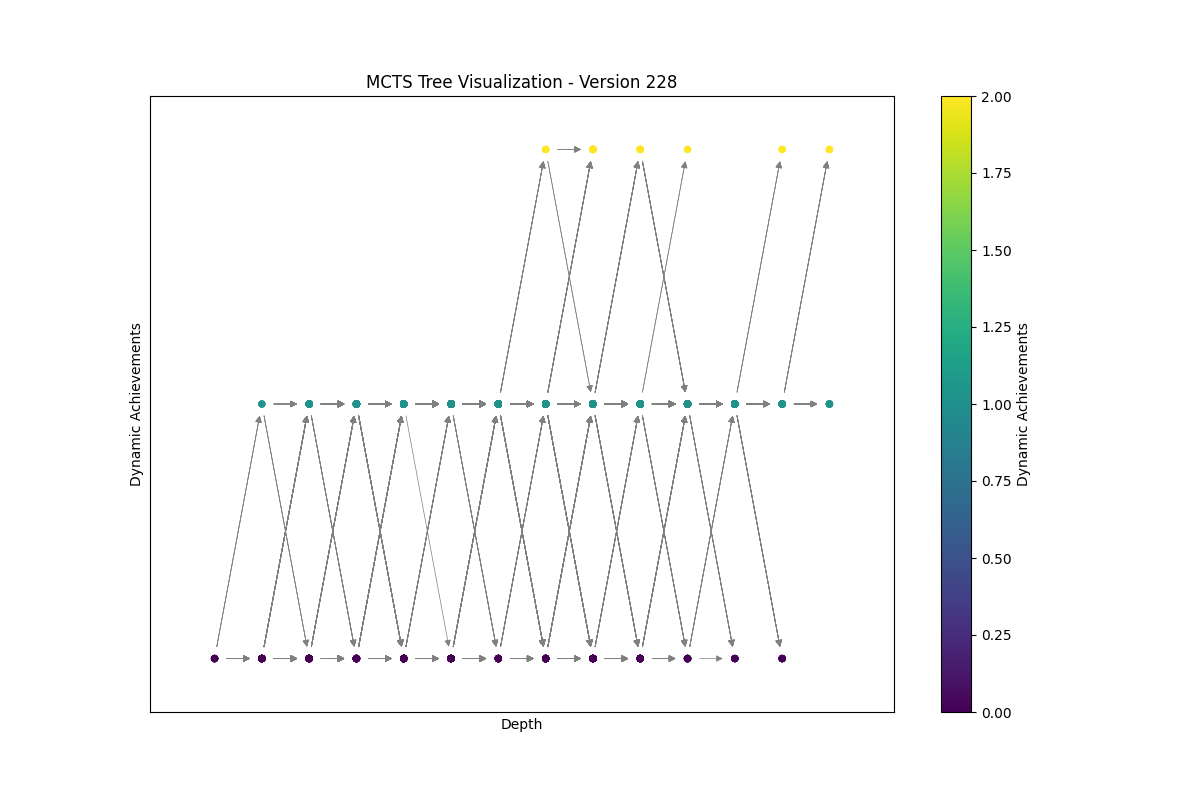 MCTS Tree Visualization - Version 228
Dynamic Achievements
Depth
2.00
1.75
1.50
1.25
1.00
0.75
0.50
0.25
0.00
Dynamic Achievements